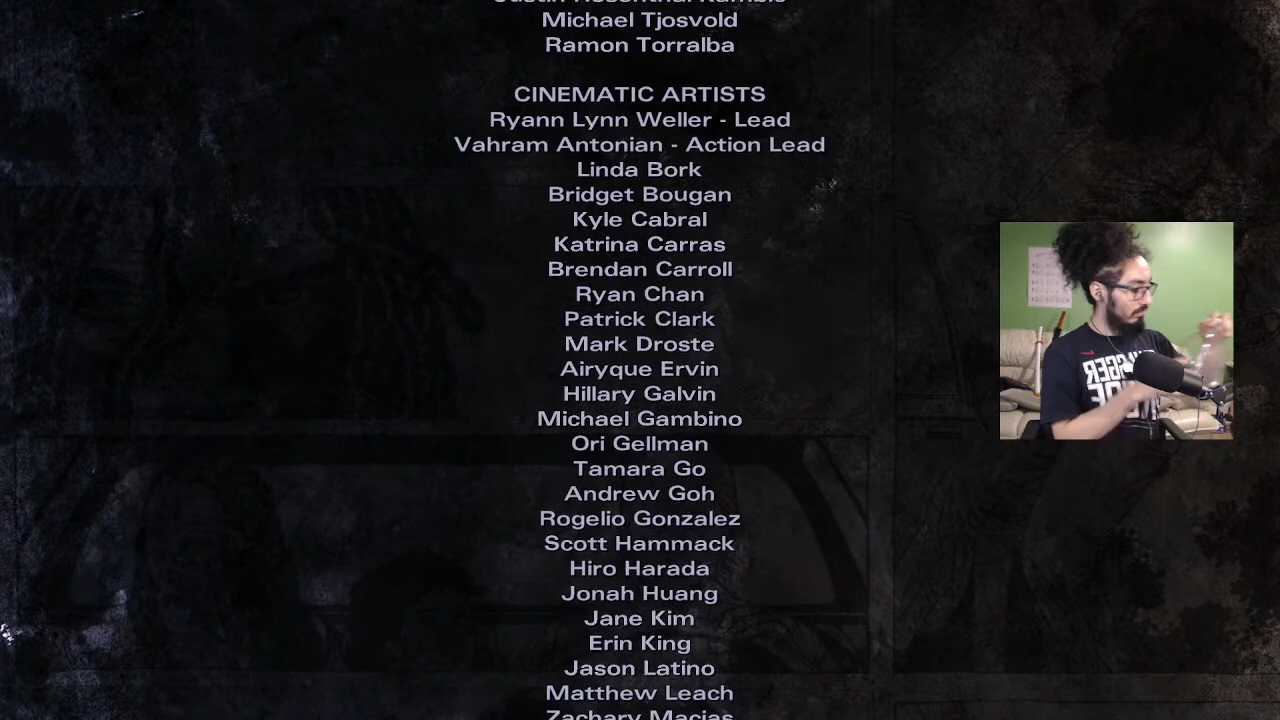 Michael Tjosvold
Ramon Torralba
CINEMATIC ARTISTS
Ryann Lynn Weller - Lead
Vahram Antonian - Action Lead
Linda Bork
Bridget Bougan
Kyle Cabral
Katrina Carras
Brendan Carroll
Ryan Chan
Patrick Clark
Mark Droste
Airyque Ervin
Hillary Galvin
Michael Gambino
Ori Gellman
Tamara Go
Andrew Goh
Rogelio Gonzalez
Scott Hammack
Hiro Harada
Jonah Huang
Jane Kim
Erin King
Jason Latino
Matthew Leach
Zachary Macias